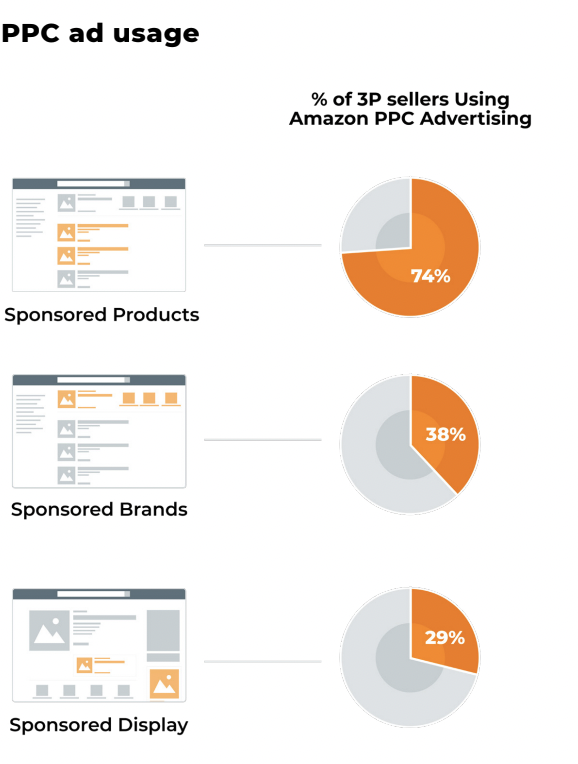 PPC ad usage
% of 3P sellers Using
Amazon PPC Advertising
74%
Sponsored Products
38%
Sponsored Brands
29%
Sponsored Display